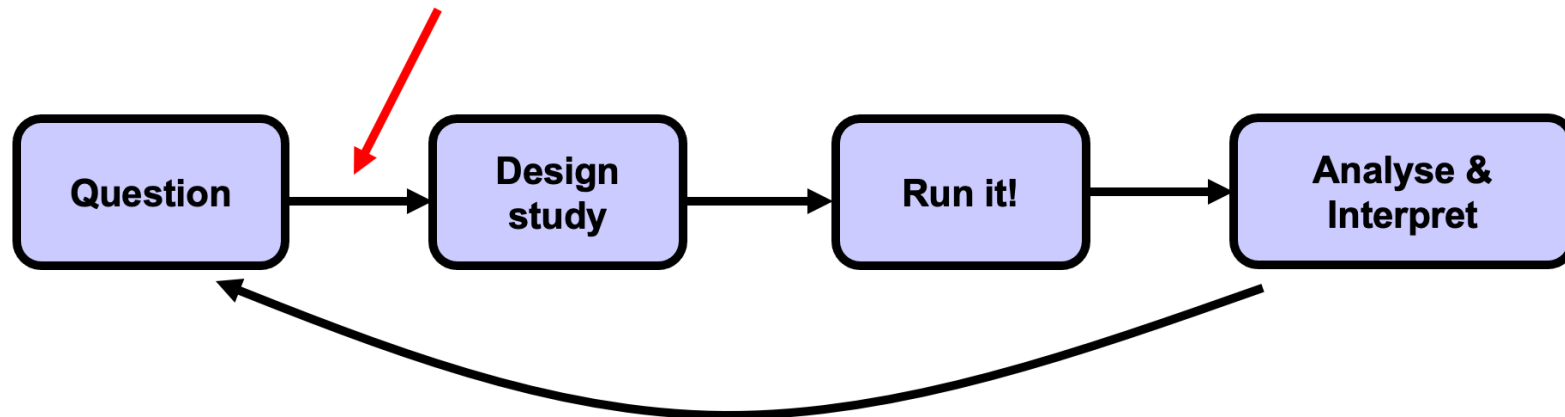 Question
Design
study
Run it!
Analyse &
Interpret